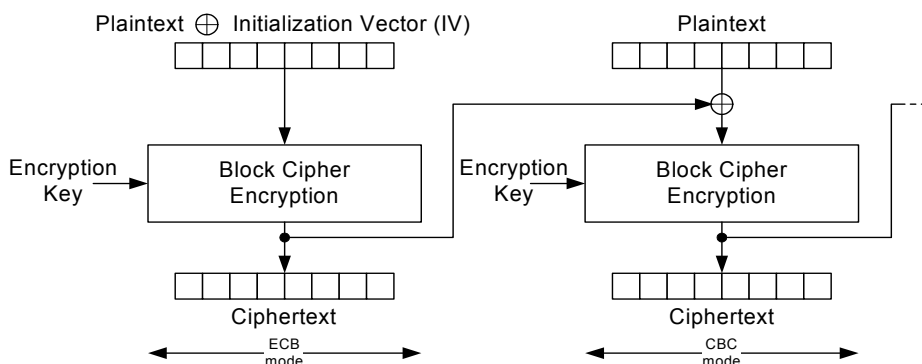 Plaintext ⊕ Initialization Vector (IV)
Plaintext
Encryption
Key
Block Cipher
Encryption
Encryption
Key
Block Cipher
Encryption
Ciphertext
Ciphertext
ECB
mode
CBC
mode